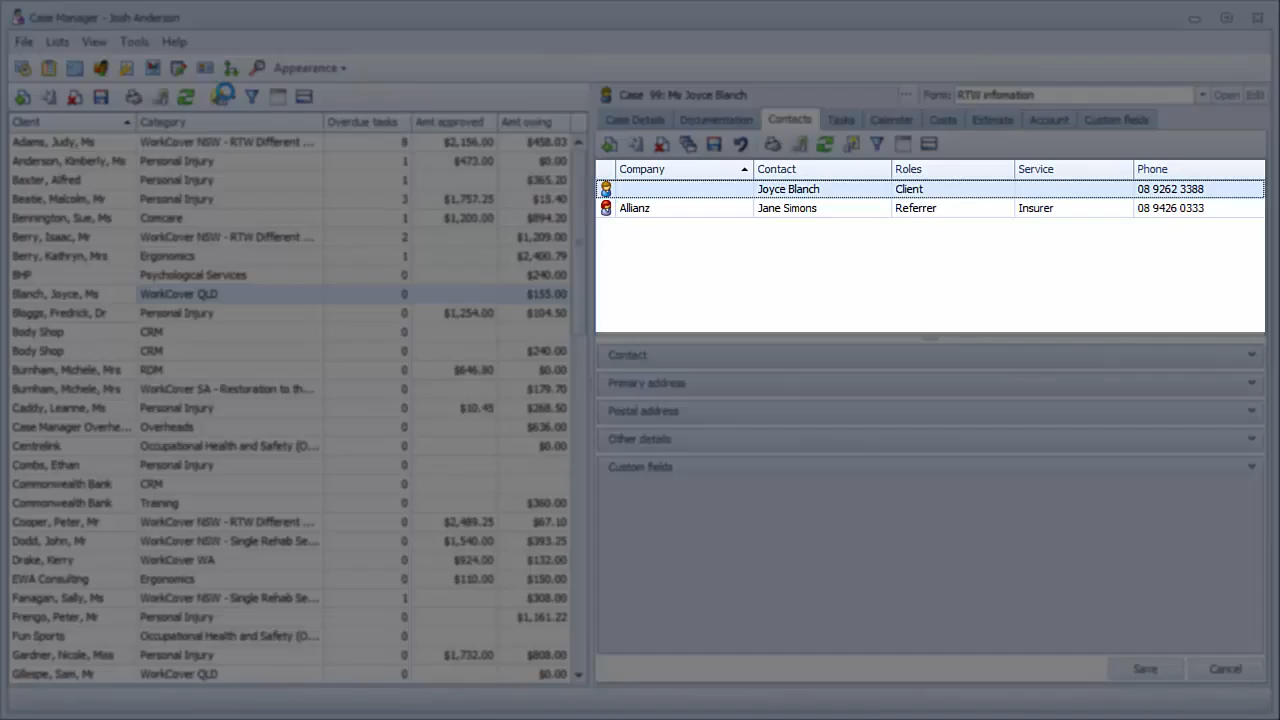 Case Manager - Josh Anderson
File Lists View Tools Help
Appearance
Case 99: Ms Joyce Blanch ... Form: RTW infomation Open Edit
Case Details Documentation Contacts Tasks Calendar Costs Estimate Account Custom fields
Client Category Overdue tasks Amt approved Amt owing
Adams, Judy, Ms WorkCover NSW - RTW Different ... 8 $2,156.00 $458.03
Anderson, Kimberly, Ms Personal Injury 1 $473.00 $0.00
Baxter, Alfred Personal Injury 1 $365.20
Beatie, Malcolm, Mr Personal Injury 3 $1,757.25 $15.40
Bennington, Sue, Ms Comcare 1 $1,200.00 $894.20
Berry, Isaac, Mr WorkCover NSW - RTW Different ... 2 $1,209.00
Berry, Kathryn, Mrs Ergonomics 1 $2,400.79
BHP Psychological Services 0 $240.00
Blanch, Joyce, Ms WorkCover QLD 0 $155.00
Bloggs, Fredrick, Dr Personal Injury 0 $1,254.00 $104.50
Body Shop CRM 0
Body Shop CRM 0 $240.00
Burnham, Michele, Mrs RDM 0 $646.80 $0.00
Burnham, Michele, Mrs WorkCover SA - Restoration to th... 0 $179.70
Caddy, Leanne, Ms Personal Injury 0 $10.45 $268.50
Case Manager Overhe... Overheads 0 $636.00
Centrelink Occupational Health and Safety (O... 0 $0.00
Combs, Ethan Personal Injury 0
Commonwealth Bank CRM 0
Commonwealth Bank Training 0 $360.00
Cooper, Peter, Mr WorkCover NSW - RTW Different ... 0 $2,489.25 $67.10
Dodd, John, Mr WorkCover NSW - Single Rehab Se... 0 $1,540.00 $393.25
Drake, Kerry WorkCover WA 0 $924.00 $132.00
EWA Consulting Ergonomics 0 $110.00 $150.00
Fanagan, Sally, Ms WorkCover NSW - Single Rehab Se... 1 $308.00
Frengo, Peter, Mr Personal Injury 0 $1,161.22
Fun Sports Occupational Health and Safety (O... 0
Gardner, Nicole, Miss Personal Injury 0 $1,732.00 $808.00
Gillespe, Sam, Mr WorkCover QLD 0 $0.00
Company Contact Roles Service Phone
Joyce Blanch Client 08 9262 3388
Allianz Jane Simons Referrer Insurer 08 9426 0333
Contact
Primary address
Postal address
Other details
Custom fields
Save Cancel